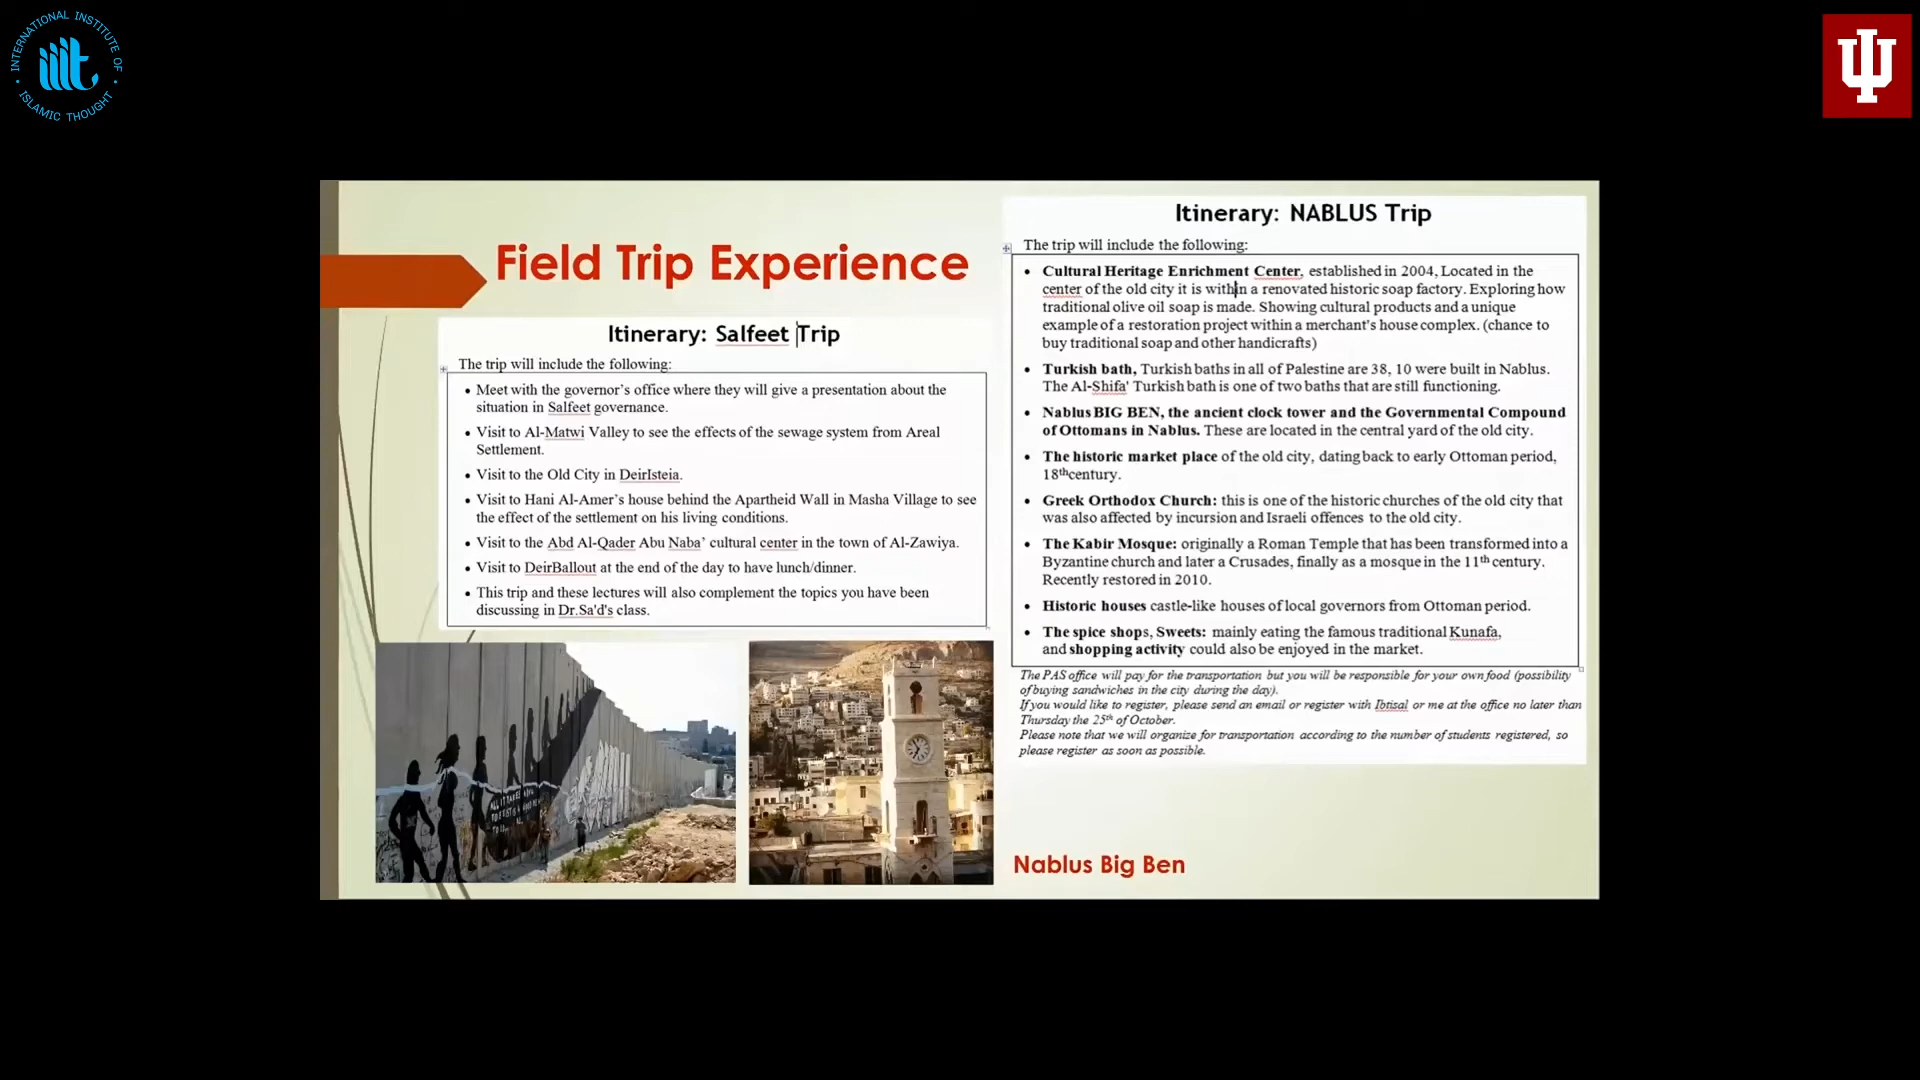 INTERNATIONAL INSTITUTE OF
ISLAMIC THOUGHT
iiit
Field Trip Experience
Itinerary: Salfeet Trip
The trip will include the following:
• Meet with the governor's office where they will give a presentation about the
situation in Salfeet governance.
• Visit to Al-Matwi Valley to see the effects of the sewage system from Areal
Settlement.
• Visit to the Old City in DeirIsteia.
• Visit to Hani Al-Amer's house behind the Apartheid Wall in Masha Village to see
the effect of the settlement on his living conditions.
• Visit to the Abd Al-Qader Abu Naba' cultural center in the town of Al-Zawiya.
• Visit to DeirBallout at the end of the day to have lunch/dinner.
• This trip and these lectures will also complement the topics you have been
discussing in Dr.Sa'd's class.
Itinerary: NABLUS Trip
The trip will include the following:
• Cultural Heritage Enrichment Center, established in 2004, Located in the
center of the old city it is within a renovated historic soap factory. Exploring how
traditional olive oil soap is made. Showing cultural products and a unique
example of a restoration project within a merchant's house complex. (chance to
buy traditional soap and other handicrafts)
• Turkish bath, Turkish baths in all of Palestine are 38, 10 were built in Nablus.
The Al-Shifa' Turkish bath is one of two baths that are still functioning.
• Nablus BIG BEN, the ancient clock tower and the Governmental Compound
of Ottomans in Nablus. These are located in the central yard of the old city.
• The historic market place of the old city, dating back to early Ottoman period,
18thcentury.
• Greek Orthodox Church: this is one of the historic churches of the old city that
was also affected by incursion and Israeli offences to the old city.
• The Kabir Mosque: originally a Roman Temple that has been transformed into a
Byzantine church and later a Crusades, finally as a mosque in the 11th century.
Recently restored in 2010.
• Historic houses castle-like houses of local governors from Ottoman period.
• The spice shops, Sweets: mainly eating the famous traditional Kunafa,
and shopping activity could also be enjoyed in the market.
The PAS office will pay for the transportation but you will be responsible for your own food (possibility
of buying sandwiches in the city during the day).
If you would like to register, please send an email or register with Ibtisal or me at the office no later than
Thursday the 25th of October.
Please note that we will organize for transportation according to the number of students registered, so
please register as soon as possible.
Nablus Big Ben